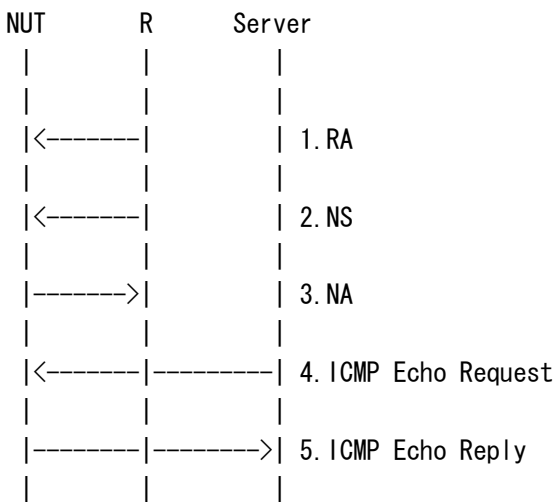 NUT R Server
1.RA
2.NS
3.NA
4.ICMP Echo Request
5.ICMP Echo Reply